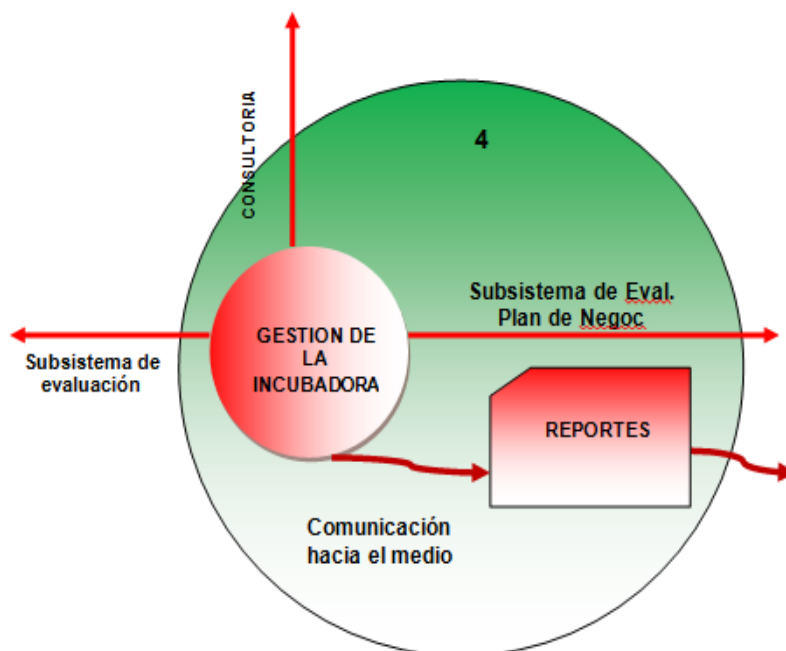 CONSULTORIA
4
Subsistema de Eval.
Plan de Negoc
GESTION DE
LA
INCUBADORA
Subsistema de
evaluación
REPORTES
Comunicación
hacia el medio